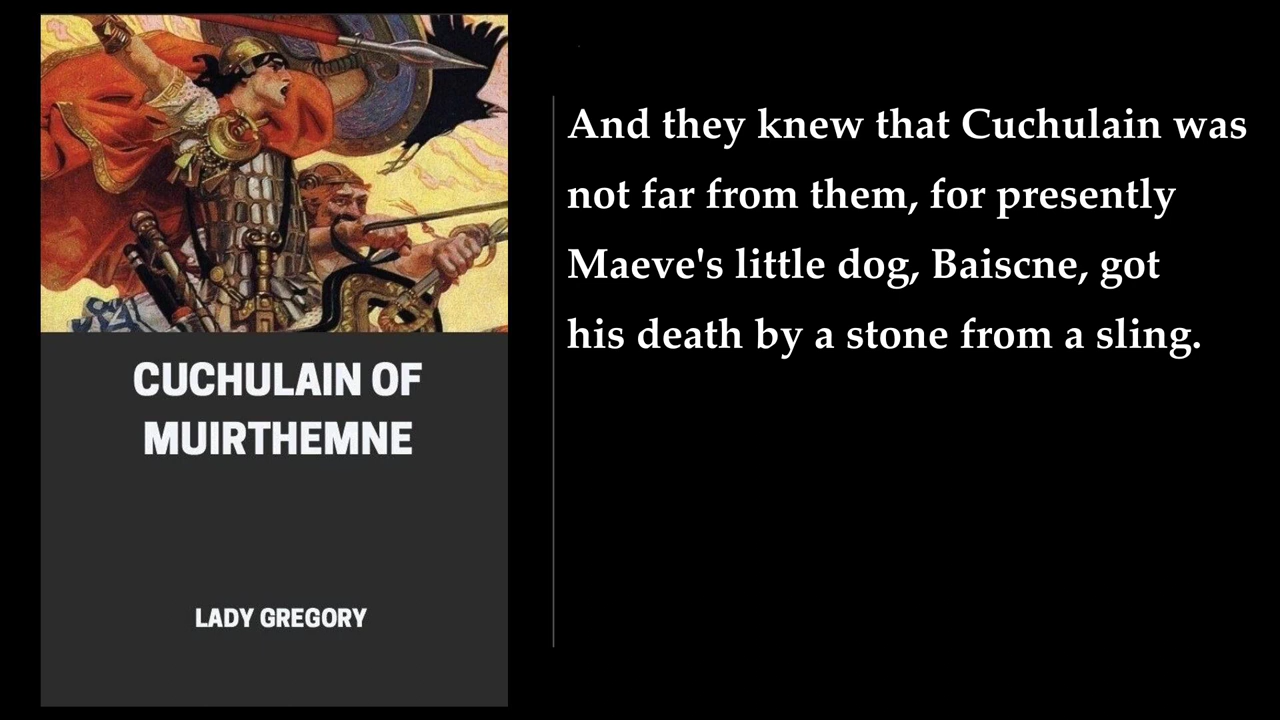 CUCHULAIN OF
MUIRTHEMNE
LADY GREGORY
And they knew that Cuchulain was
not far from them, for presently
Maeve's little dog, Baiscne, got
his death by a stone from a sling.